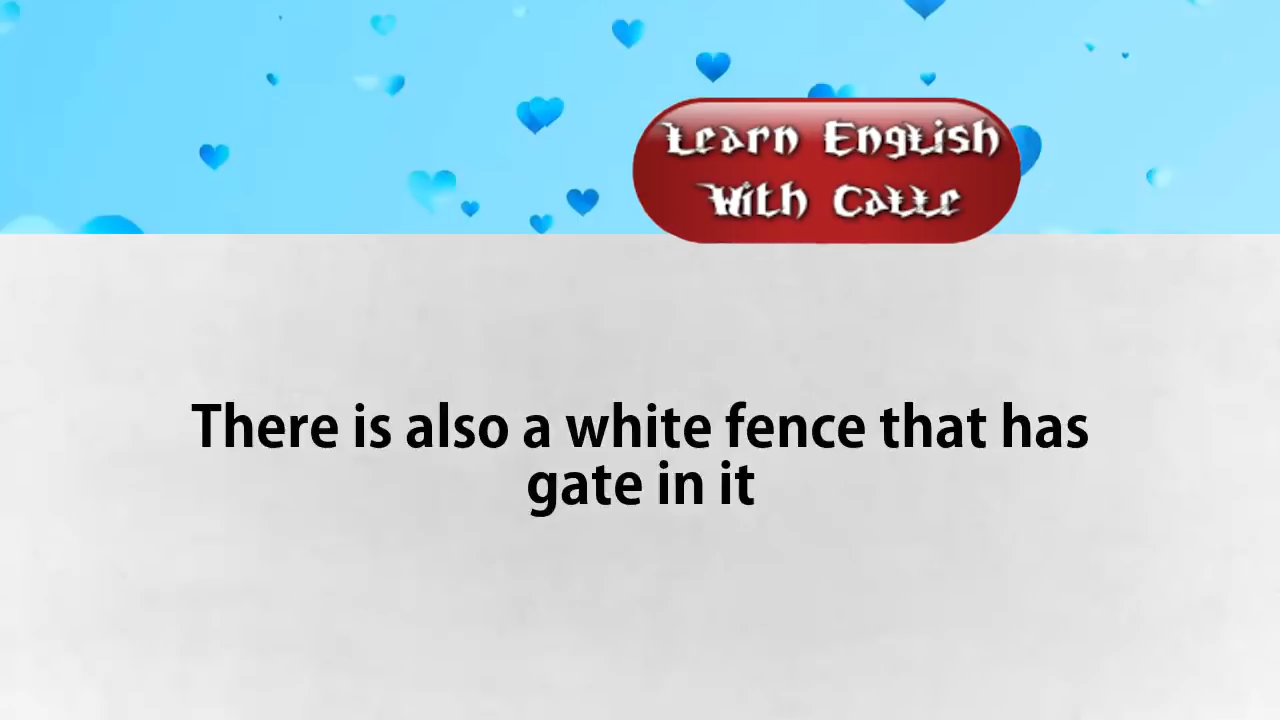 Learn English
With Catte
There is also a white fence that has
gate in it